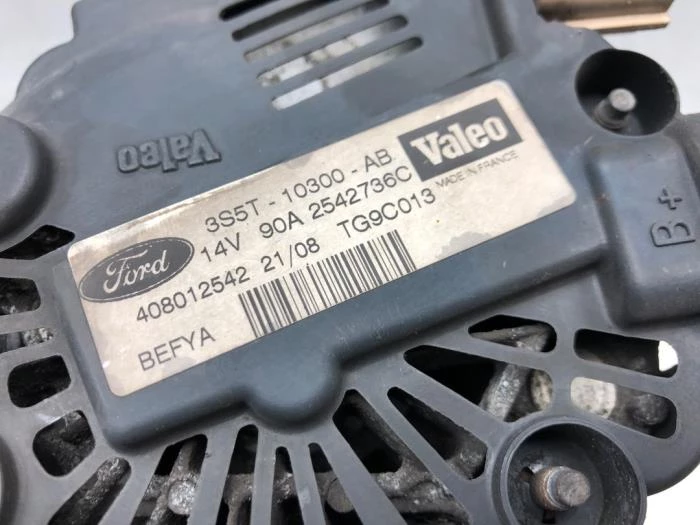 Valeo
3S5T - 10300 - AB
Valeo
14V 90A 2542736C
MADE IN FRANCE
Ford
408012542 21/08 TG9C013
BEFYA
B+